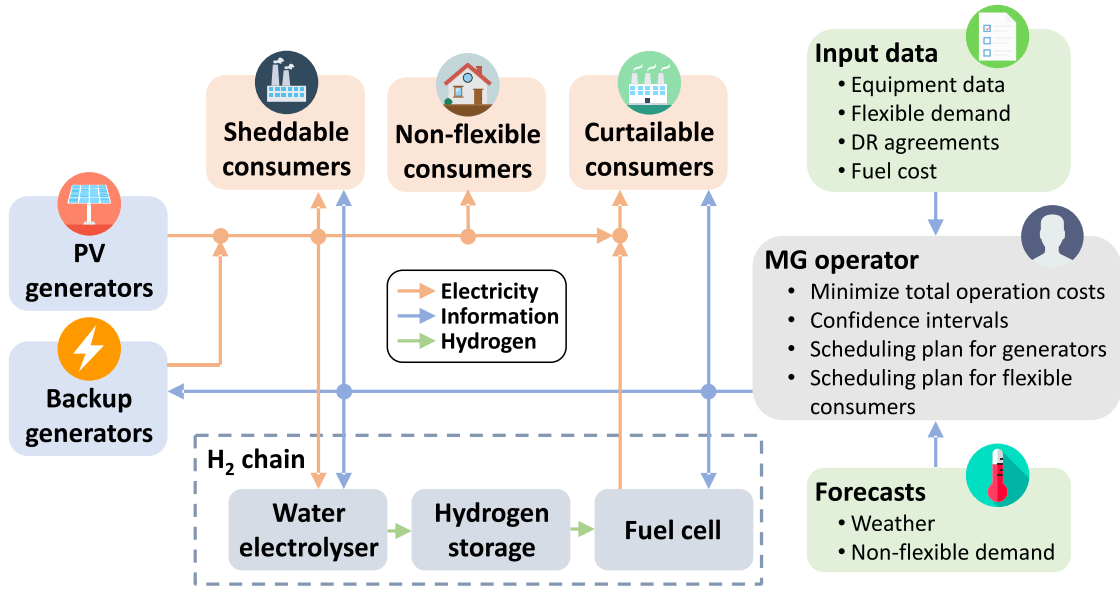 Sheddable
consumers
Non-flexible
consumers
Curtailable
consumers
Input data
• Equipment data
• Flexible demand
• DR agreements
• Fuel cost
PV
generators
Electricity
Information
Hydrogen
MG operator
• Minimize total operation costs
• Confidence intervals
• Scheduling plan for generators
• Scheduling plan for flexible
consumers
Backup
generators
H₂ chain
Water
electrolyser
Hydrogen
storage
Fuel cell
Forecasts
• Weather
• Non-flexible demand